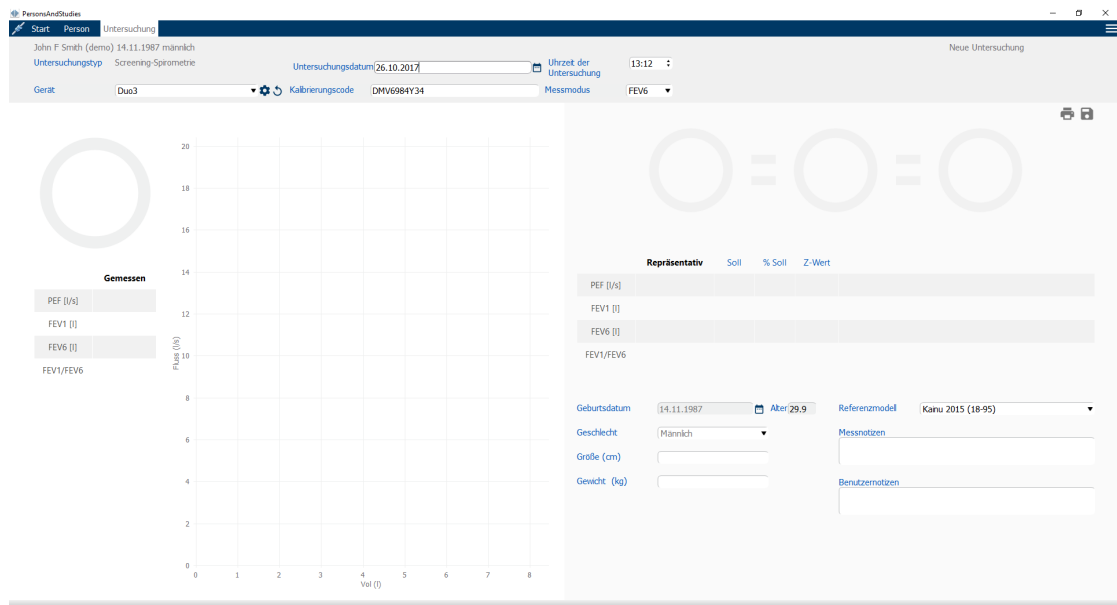 PersonsAndStudies
Start Person Untersuchung
John F Smith (demo) 14.11.1987 männlich
Neue Untersuchung
Untersuchungstyp Screening-Spirometrie
Untersuchungsdatum 26.10.2017
Uhrzeit der
Untersuchung
13:12
Gerät Duo3
Kalibrierungscode DMV6984Y34
Messmodus FEV6
Gemessen
PEF [l/s]
FEV1 [l]
FEV6 [l]
FEV1/FEV6
20
18
16
14
12
10
8
6
4
2
0
Fluss (l/s)
0 1 2 3 4 5 6 7 8
Vol (l)
Repräsentativ Soll % Soll Z-Wert
PEF [l/s]
FEV1 [l]
FEV6 [l]
FEV1/FEV6
Geburtsdatum 14.11.1987 Alter 29.9
Referenzmodell Kainu 2015 (18-95)
Geschlecht Männlich
Messnotizen
Größe (cm)
Gewicht (kg)
Benutzernotizen